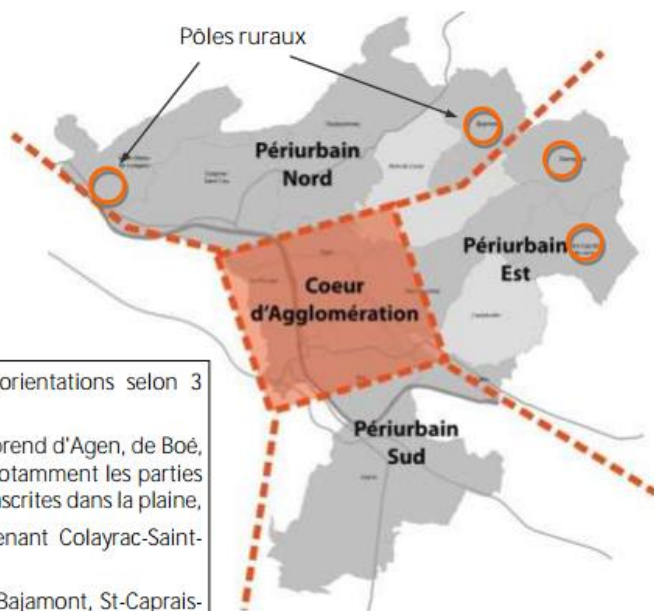 Pôles ruraux
Périurbain
Nord
Périurbain
Est
Coeur
d'Agglomération
Périurbain
Sud
orientations selon 3
prend d'Agen, de Boé,
otamment les parties
scrites dans la plaine,
enant Colayrac-Saint-
Bajamont, St-Caprais-